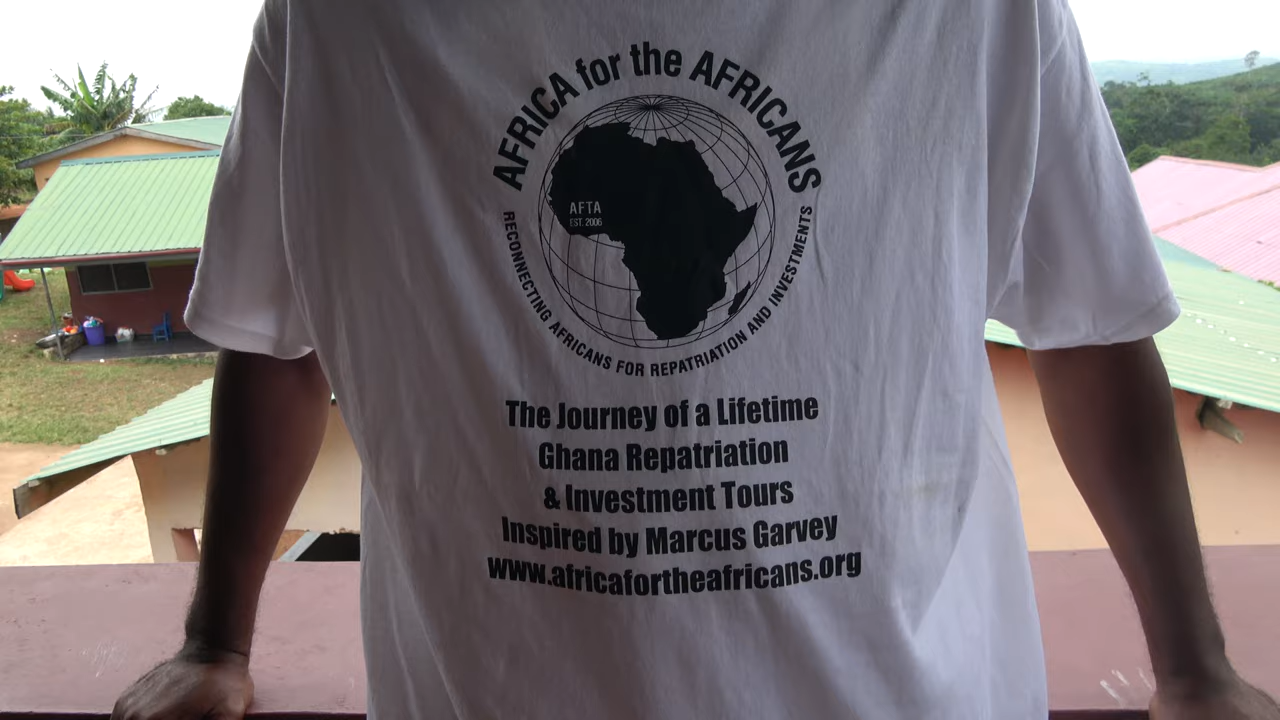 AFRICA for the AFRICANS
AFTA
EST. 2006
RECONNECTING AFRICANS FOR REPATRIATION AND INVESTMENTS
The Journey of a Lifetime
Ghana Repatriation
& Investment Tours
Inspired by Marcus Garvey
www.africafortheafricans.org